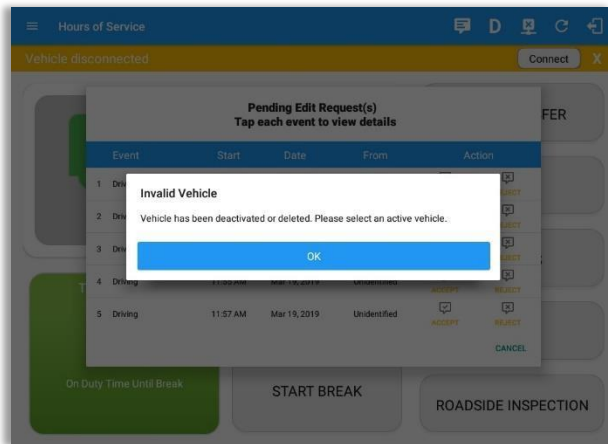 Hours of Service
D
Vehicle disconnected
Connect
X
Pending Edit Request(s)
Tap each event to view details
FER
Event Start Date From Action
1
Invalid Vehicle
Vehicle has been deactivated or deleted. Please select an active vehicle.
OK
2
3
4 Driving 11:55 AM Mar 19, 2019 Unidentified ACCEPT REJECT
5 Driving 11:57 AM Mar 19, 2019 Unidentified
ACCEPT REJECT
CANCEL
On Duty Time Until Break
START BREAK
ROADSIDE INSPECTION